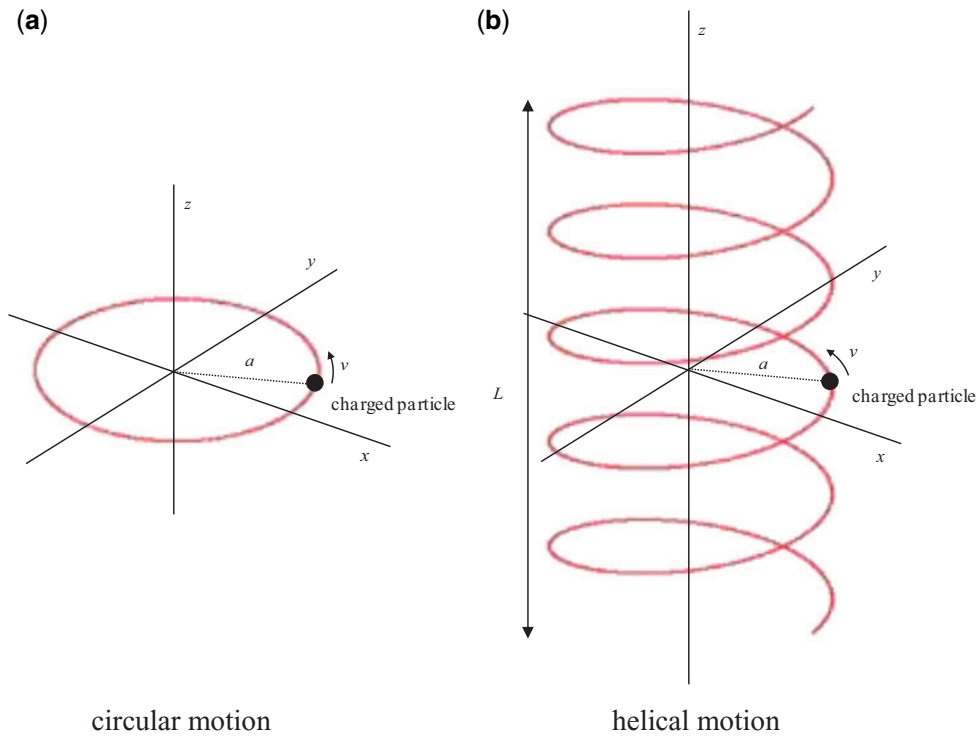 (a)
z
y
a
v
charged particle
x
circular motion
(b)
z
y
v
a
charged particle
L
x
helical motion